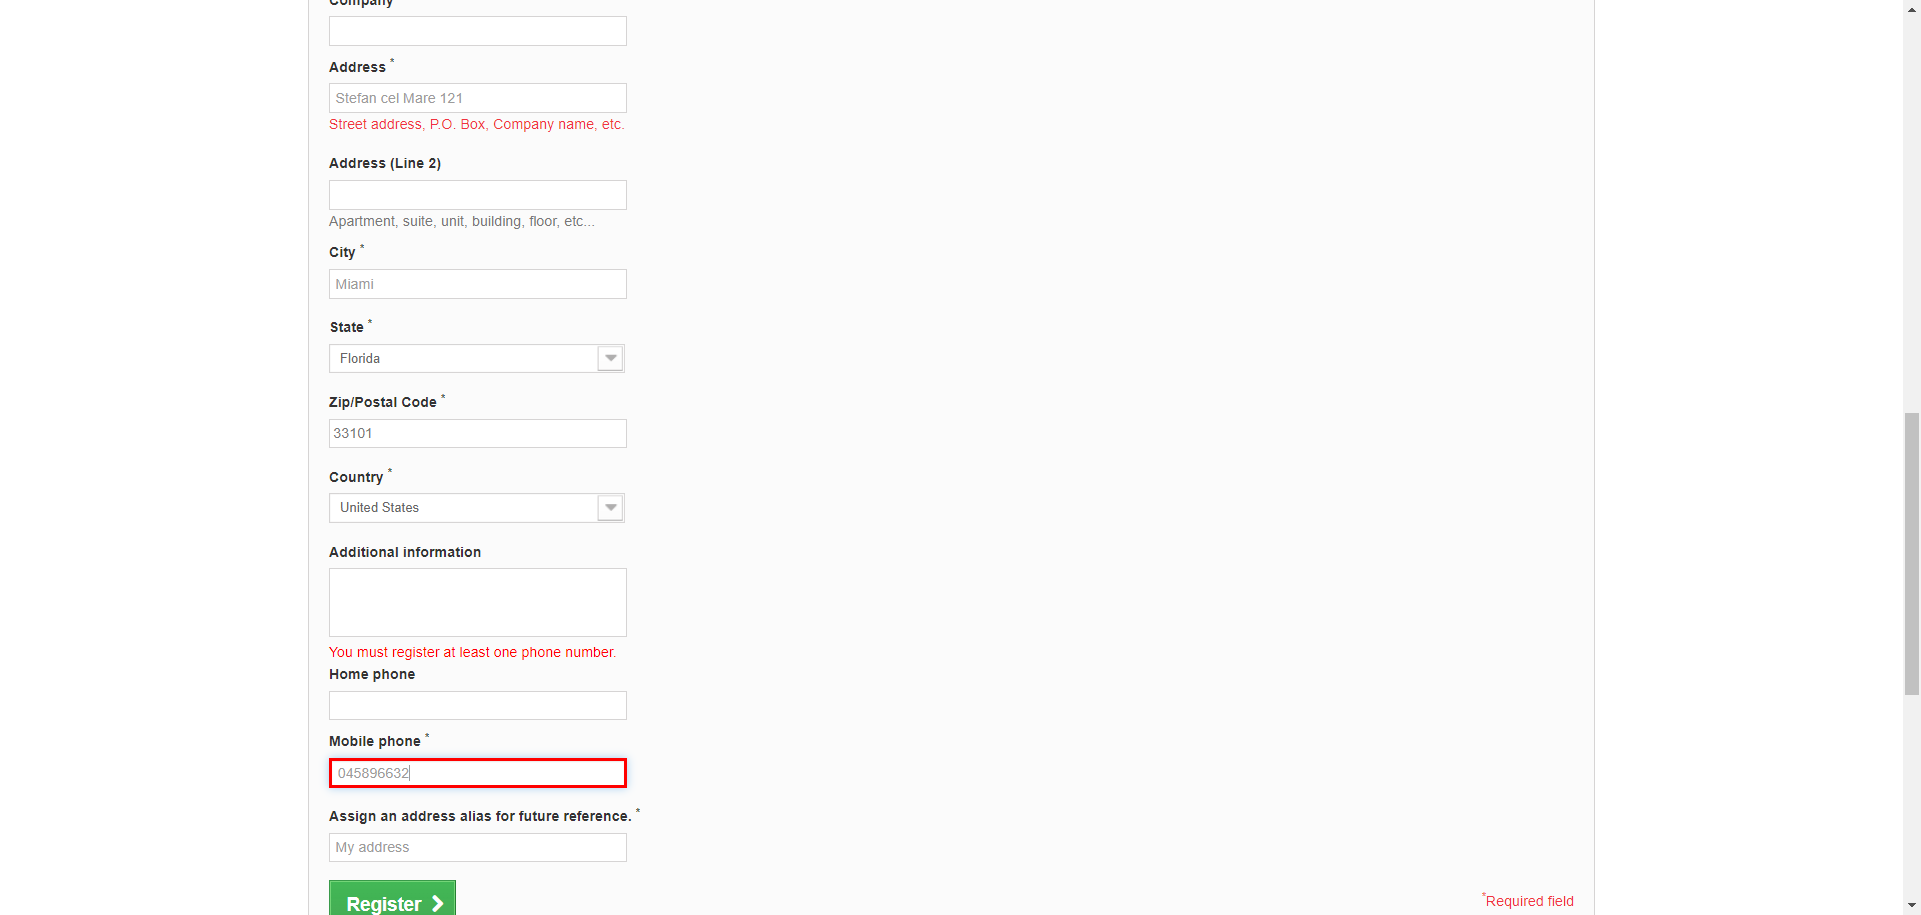 Company
Address *
Stefan cel Mare 121
Street address, P.O. Box, Company name, etc.
Address (Line 2)
Apartment, suite, unit, building, floor, etc...
City *
Miami
State *
Florida
Zip/Postal Code *
33101
Country *
United States
Additional information
You must register at least one phone number.
Home phone
Mobile phone *
045896632
Assign an address alias for future reference. *
My address
Register
*Required field